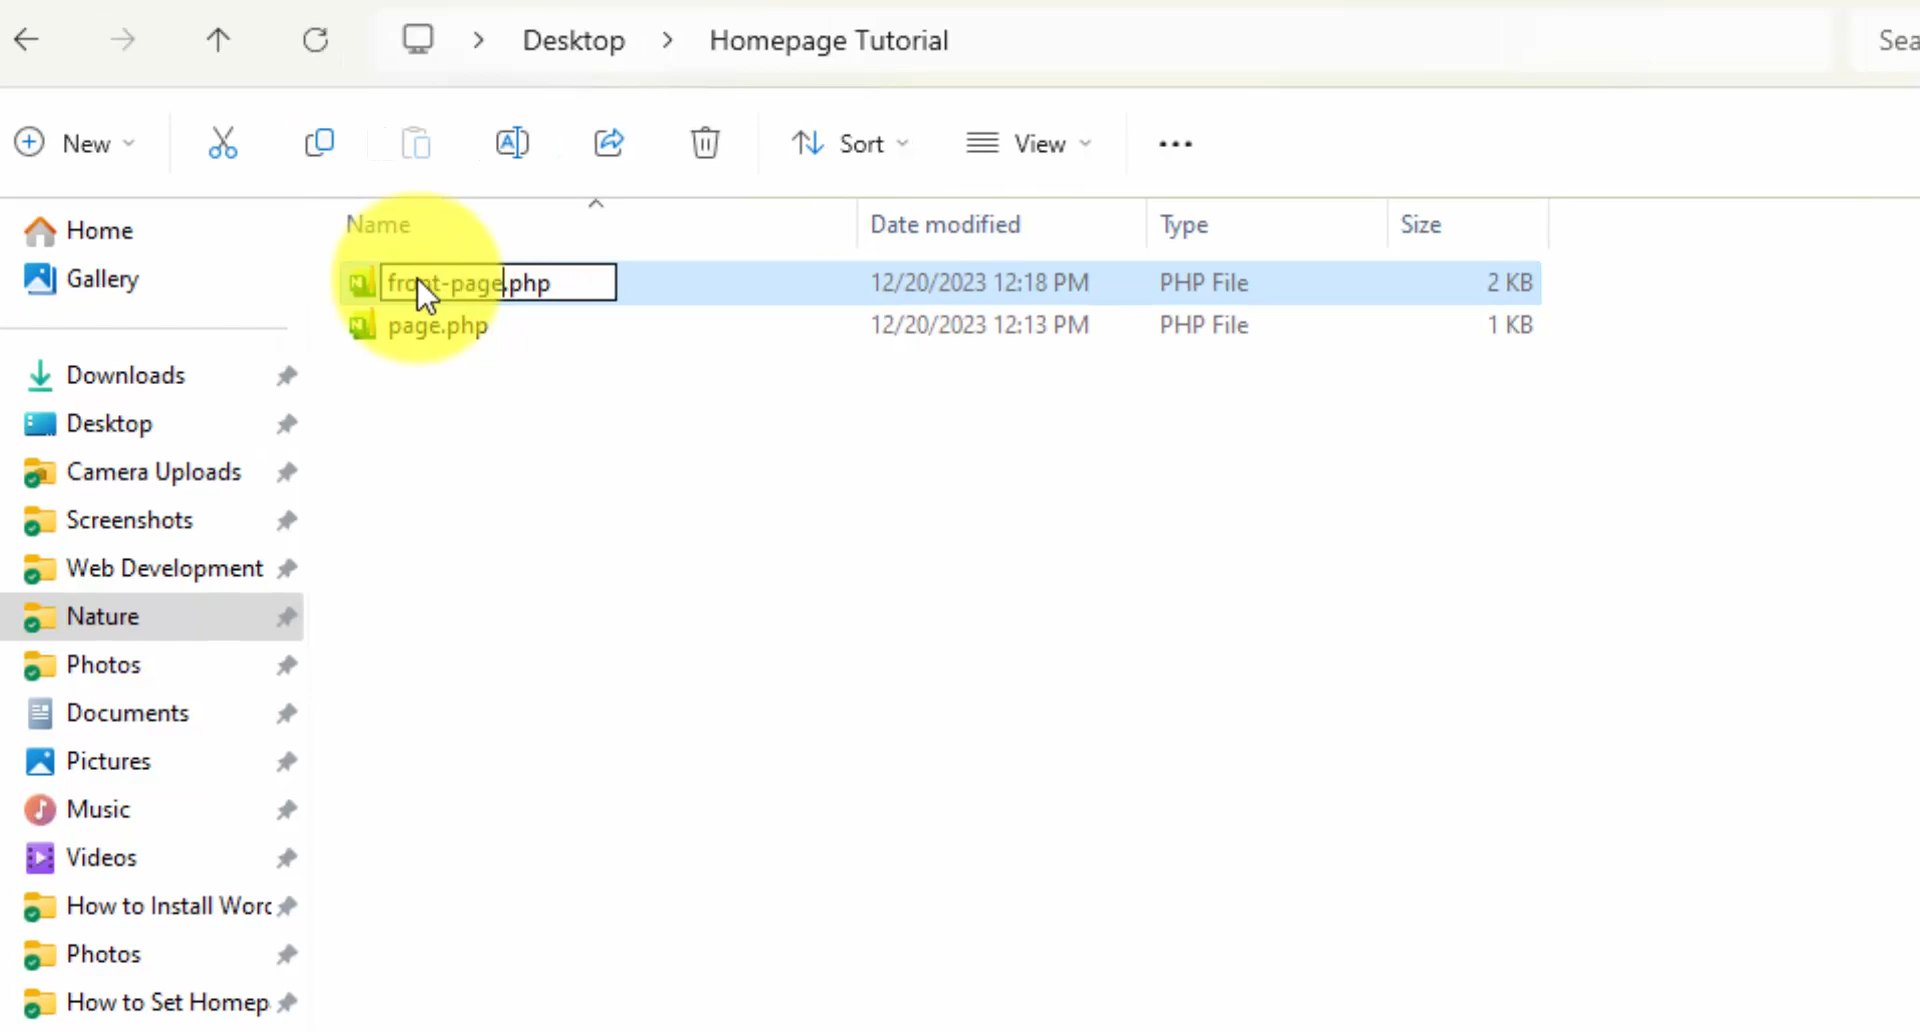 Desktop > Homepage Tutorial
Sea
New
Sort
View
Name
Date modified
Type
Size
front-page.php
12/20/2023 12:18 PM
PHP File
2 KB
page.php
12/20/2023 12:13 PM
PHP File
1 KB
Home
Gallery
Downloads
Desktop
Camera Uploads
Screenshots
Web Development
Nature
Photos
Documents
Pictures
Music
Videos
How to Install Worc
Photos
How to Set Homep